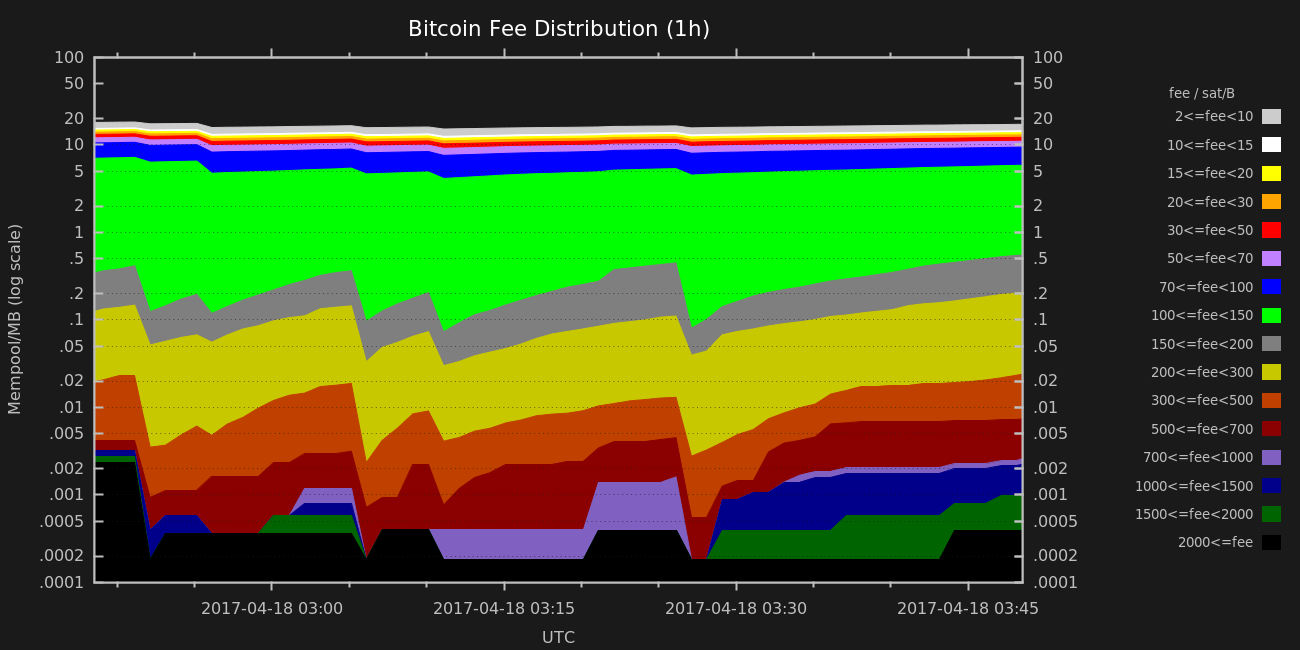 Bitcoin Fee Distribution (1h)
100 100
50 50
20 20
10 10
5 5
2 2
1 1
.5 .5
.2 .2
.1 .1
.05 .05
.02 .02
.01 .01
.005 .005
.002 .002
.001 .001
.0005 .0005
.0002 .0002
.0001 .0001
Mempool/MB (log scale)
2017-04-18 03:00 2017-04-18 03:15 2017-04-18 03:30 2017-04-18 03:45
UTC
fee / sat/B
2<=fee<10
10<=fee<15
15<=fee<20
20<=fee<30
30<=fee<50
50<=fee<70
70<=fee<100
100<=fee<150
150<=fee<200
200<=fee<300
300<=fee<500
500<=fee<700
700<=fee<1000
1000<=fee<1500
1500<=fee<2000
2000<=fee